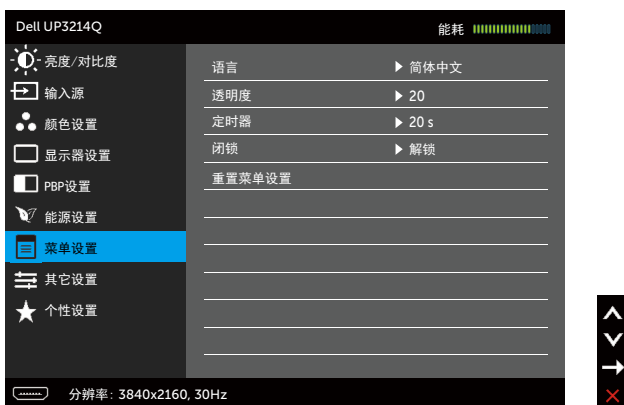 Dell UP3214Q
能耗
亮度/对比度
输入源
颜色设置
显示器设置
PBP设置
能源设置
菜单设置
其它设置
个性设置
语言 简体中文
透明度 20
定时器 20 s
闭锁 解锁
重置菜单设置
分辨率: 3840x2160, 30Hz